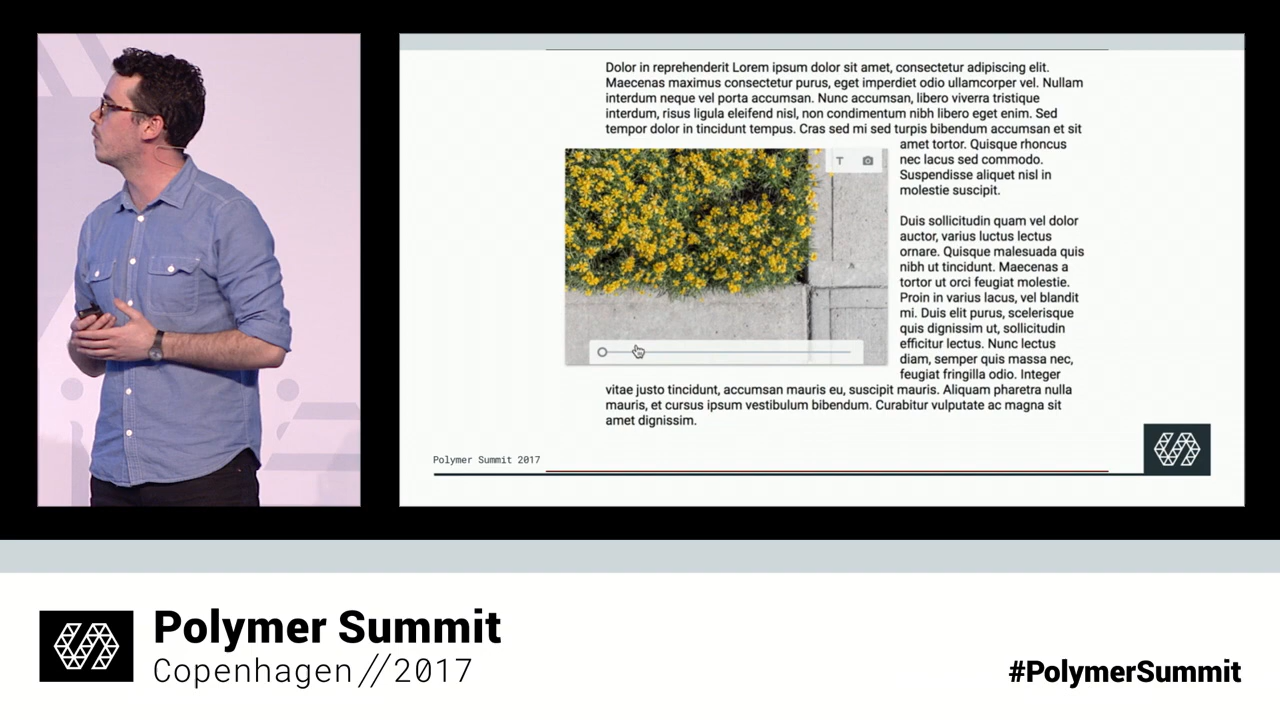 Dolor in reprehenderit Lorem ipsum dolor sit amet, consectetur adipiscing elit.
Maecenas maximus consectetur purus, eget imperdiet odio ullamcorper vel. Nullam
interdum neque vel porta accumsan. Nunc accumsan, libero viverra tristique
interdum, risus ligula eleifend nisl, non condimentum nibh libero eget enim. Sed
tempor dolor in tincidunt tempus. Cras sed mi sed turpis bibendum accumsan et sit
amet tortor. Quisque rhoncus
nec lacus sed commodo.
Suspendisse aliquet nisl in
molestie suscipit.
T
Duis sollicitudin quam vel dolor
auctor, varius luctus lectus
ornare. Quisque malesuada quis
nibh ut tincidunt. Maecenas a
tortor ut orci feugiat molestie.
Proin in varius lacus, vel blandit
mi. Duis elit purus, scelerisque
quis dignissim ut, sollicitudin
efficitur lectus. Nunc lectus
diam, semper quis massa nec,
feugiat fringilla odio. Integer
vitae justo tincidunt, accumsan mauris eu, suscipit mauris. Aliquam pharetra nulla
mauris, et cursus ipsum vestibulum bibendum. Curabitur vulputate ac magna sit
amet dignissim.
Polymer Summit 2017
Polymer Summit
Copenhagen//2017
#PolymerSummit